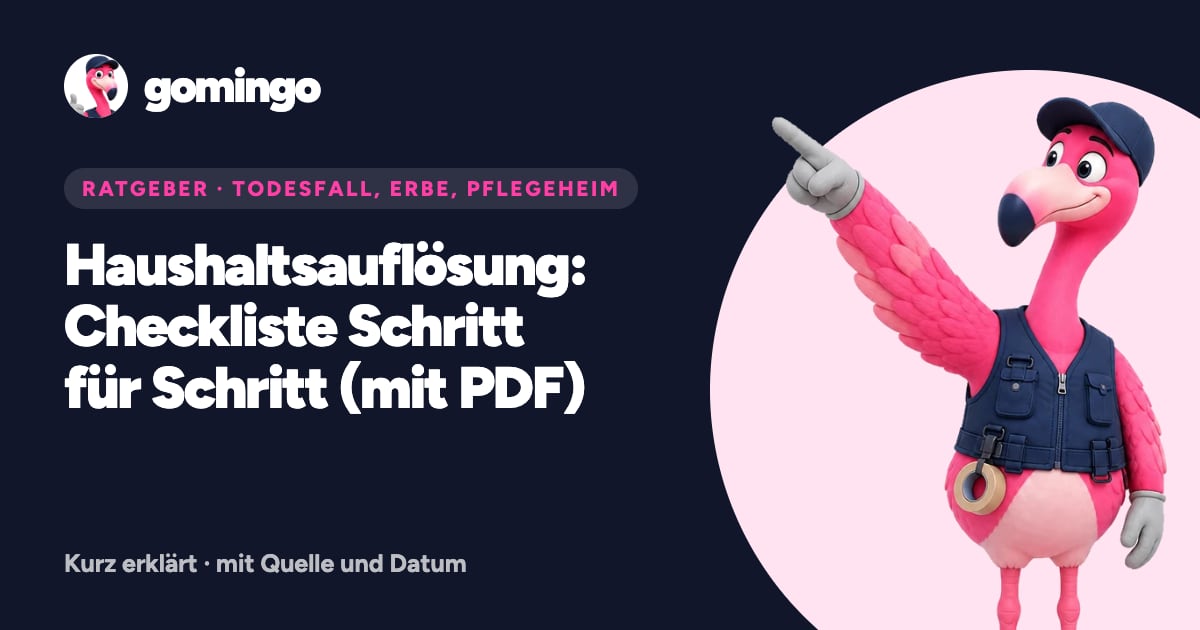 gomingo
RATGEBER · TODESFALL, ERBE, PFLEGEHEIM
Haushaltsauflösung:
Checkliste Schritt
für Schritt (mit PDF)
Kurz erklärt · mit Quelle und Datum